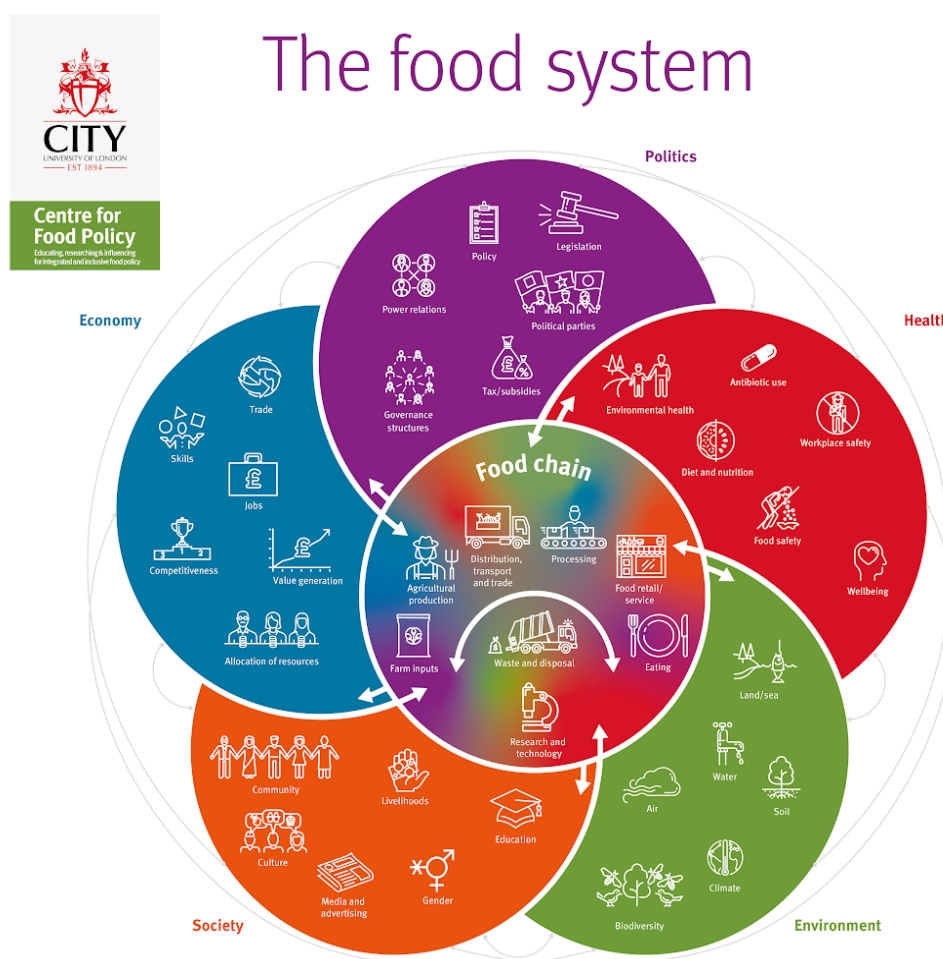 The food system
CITY
UNIVERSITY OF LONDON
EST 1894
Centre for
Food Policy
Educating, researching & influencing
for integrated and inclusive food policy
Politics
Policy
Legislation
Power relations
Political parties
Tax/subsidies
Governance
structures
Economy
Trade
Skills
£
Jobs
Competitiveness
2
1
£
Value generation
Allocation of resources
£
%
Health
Environmental health
Antibiotic use
Workplace safety
Diet and nutrition
Food safety
Wellbeing
Food chain
Agricultural
production
Distribution,
transport
and trade
Processing
Food retail/
service
Farm inputs
Waste and disposal
Eating
Research and
technology
Society
Community
Livelihoods
Culture
Education
Media and
advertising
Gender
Environment
Land/sea
Water
Air
Soil
Climate
Biodiversity